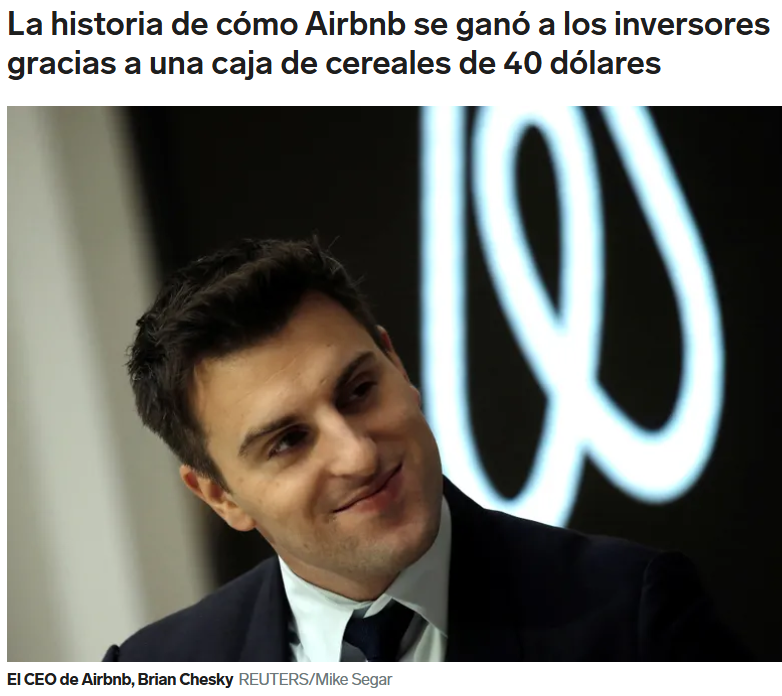 La historia de cómo Airbnb se ganó a los inversores
gracias a una caja de cereales de 40 dólares
El CEO de Airbnb, Brian Chesky REUTERS/Mike Segar